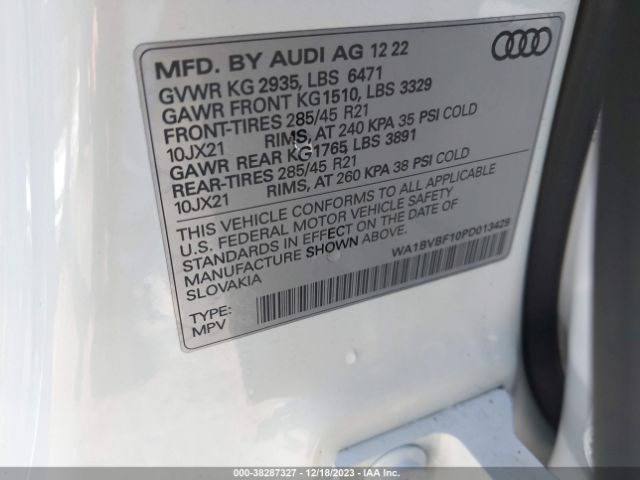 MFD. BY AUDI AG 12 22
GVWR KG 2935, LBS 6471
GAWR FRONT KG1510, LBS 3329
FRONT-TIRES 285/45 R21
10JX21 RIMS, AT 240 KPA 35 PSI COLD
GAWR REAR KG1765 LBS 3891
REAR-TIRES 285/45 R21
10JX21 RIMS, AT 260 KPA 38 PSI COLD
THIS VEHICLE CONFORMS TO ALL APPLICABLE
U.S. FEDERAL MOTOR VEHICLE SAFETY
STANDARDS IN EFFECT ON THE DATE OF
MANUFACTURE SHOWN ABOVE.
SLOVAKIA
WA1BVBF10PD013429
TYPE:
MPV
000-38287327 - 12/18/2023 - IAA Inc.